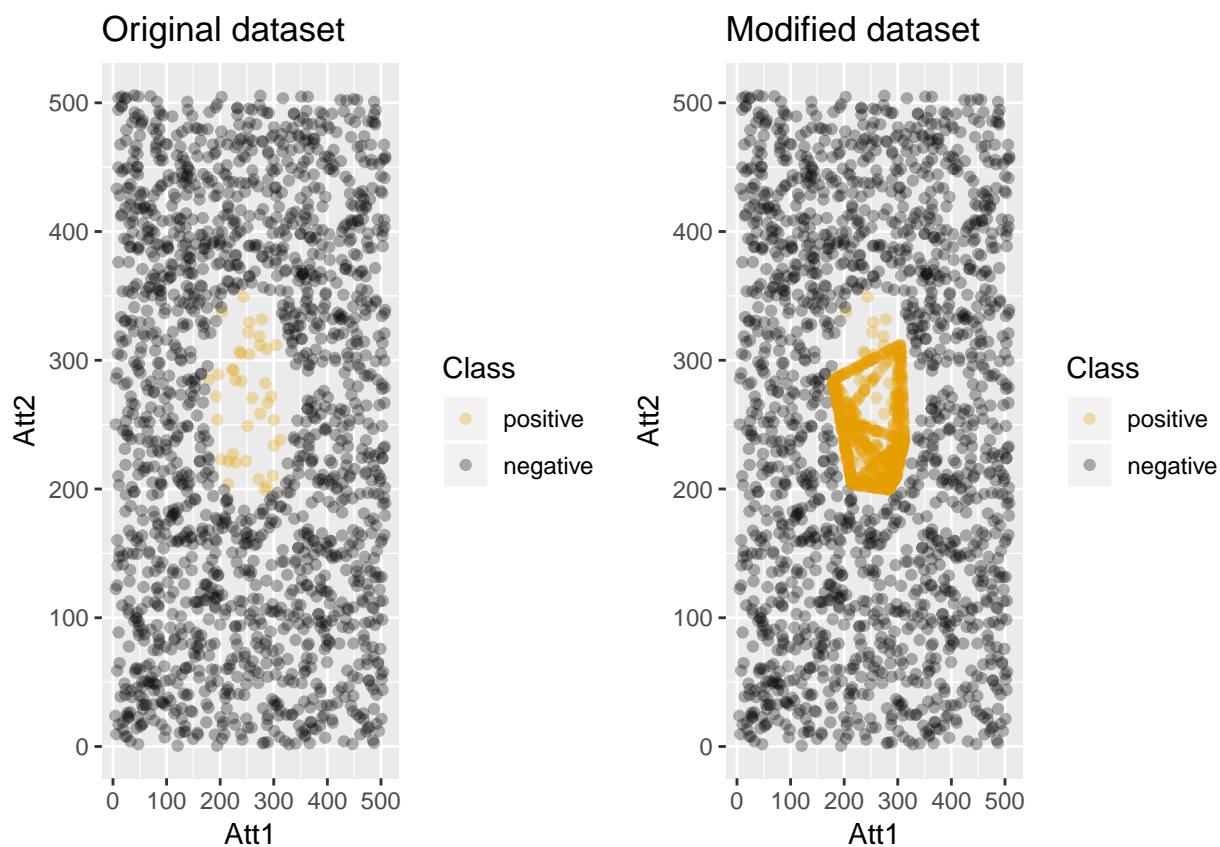 Original dataset
500
400
300
200
100
0
Att2
0 100 200 300 400 500
Att1
Class
positive
negative
Modified dataset
500
400
300
200
100
0
Att2
0 100 200 300 400 500
Att1
Class
positive
negative